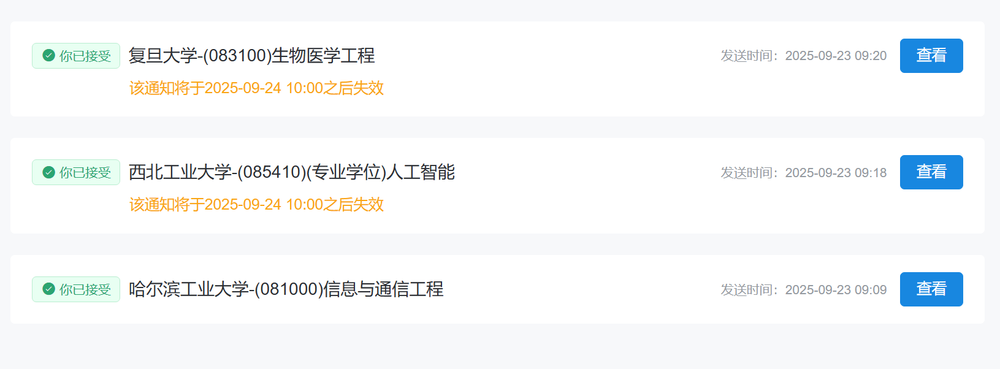 你已接受 复旦大学-(083100)生物医学工程 发送时间：2025-09-23 09:20 查看
该通知将于2025-09-24 10:00之后失效
你已接受 西北工业大学-(085410)(专业学位)人工智能 发送时间：2025-09-23 09:18 查看
该通知将于2025-09-24 10:00之后失效
你已接受 哈尔滨工业大学-(081000)信息与通信工程 发送时间：2025-09-23 09:09 查看